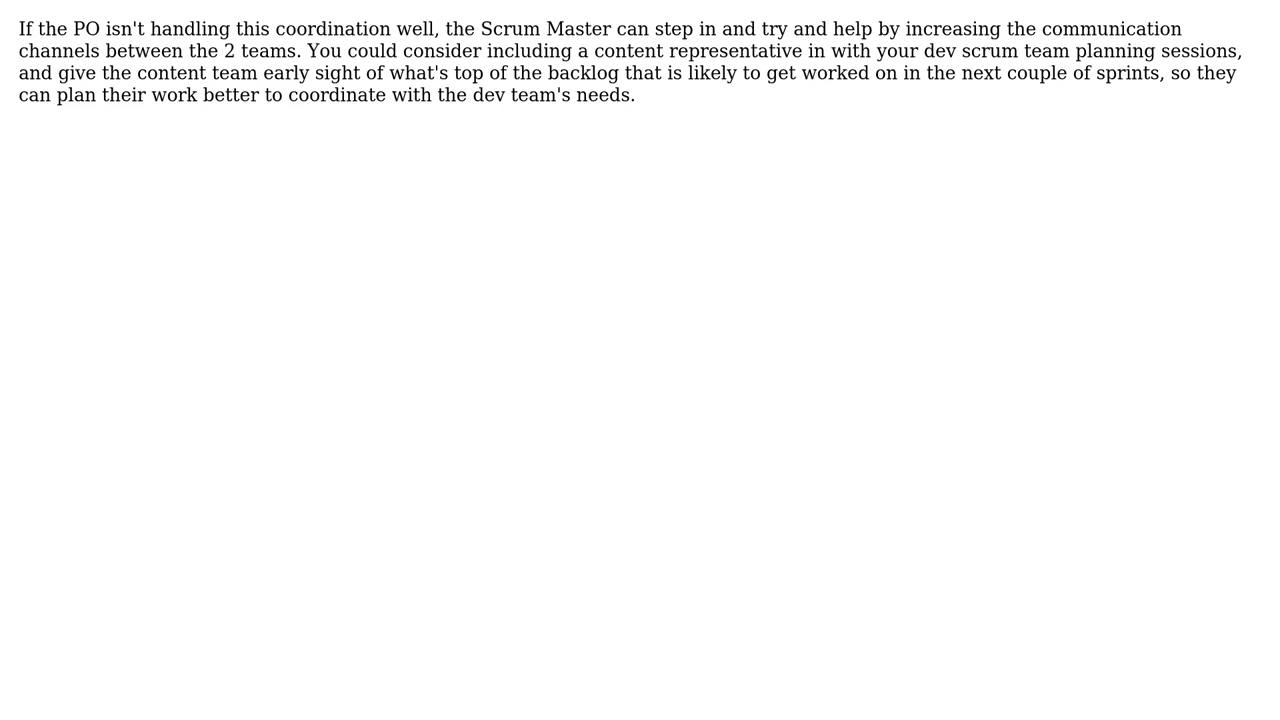 If the PO isn't handling this coordination well, the Scrum Master can step in and try and help by increasing the communication
channels between the 2 teams. You could consider including a content representative in with your dev scrum team planning sessions,
and give the content team early sight of what's top of the backlog that is likely to get worked on in the next couple of sprints, so they
can plan their work better to coordinate with the dev team's needs.